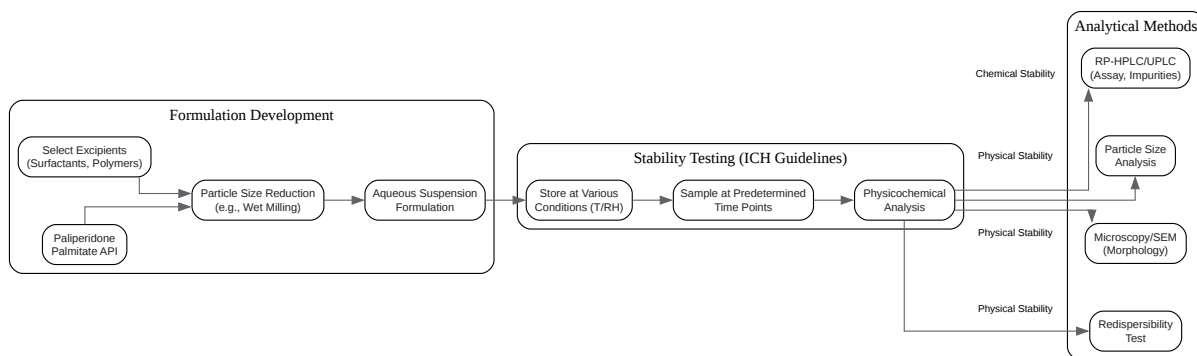 Formulation Development
Select Excipients
(Surfactants, Polymers)
Paliperidone
Palmitate API
Particle Size Reduction
(e.g., Wet Milling)
Aqueous Suspension
Formulation
Stability Testing (ICH Guidelines)
Store at Various
Conditions (T/RH)
Sample at Predetermined
Time Points
Physicochemical
Analysis
Chemical Stability
Physical Stability
Physical Stability
Physical Stability
Analytical Methods
RP-HPLC/UPLC
(Assay, Impurities)
Particle Size
Analysis
Microscopy/SEM
(Morphology)
Redispersibility
Test